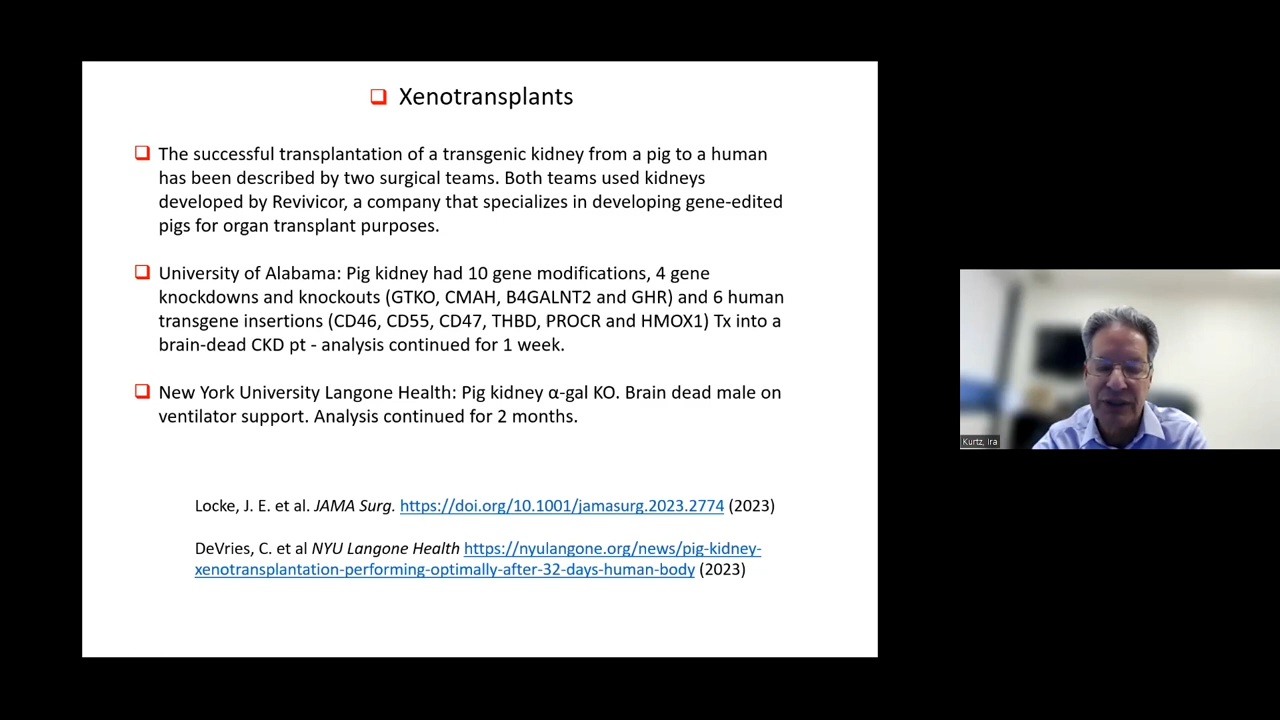 Xenotransplants
The successful transplantation of a transgenic kidney from a pig to a human
has been described by two surgical teams. Both teams used kidneys
developed by Revivicor, a company that specializes in developing gene-edited
pigs for organ transplant purposes.
University of Alabama: Pig kidney had 10 gene modifications, 4 gene
knockdowns and knockouts (GTKO, CMAH, B4GALNT2 and GHR) and 6 human
transgene insertions (CD46, CD55, CD47, THBD, PROCR and HMOX1) Tx into a
brain-dead CKD pt - analysis continued for 1 week.
New York University Langone Health: Pig kidney α-gal KO. Brain dead male on
ventilator support. Analysis continued for 2 months.
Locke, J. E. et al. JAMA Surg. https://doi.org/10.1001/jamasurg.2023.2774 (2023)
DeVries, C. et al NYU Langone Health https://nyulangone.org/news/pig-kidney-
xenotransplantation-performing-optimally-after-32-days-human-body (2023)
Kurtz, Ira